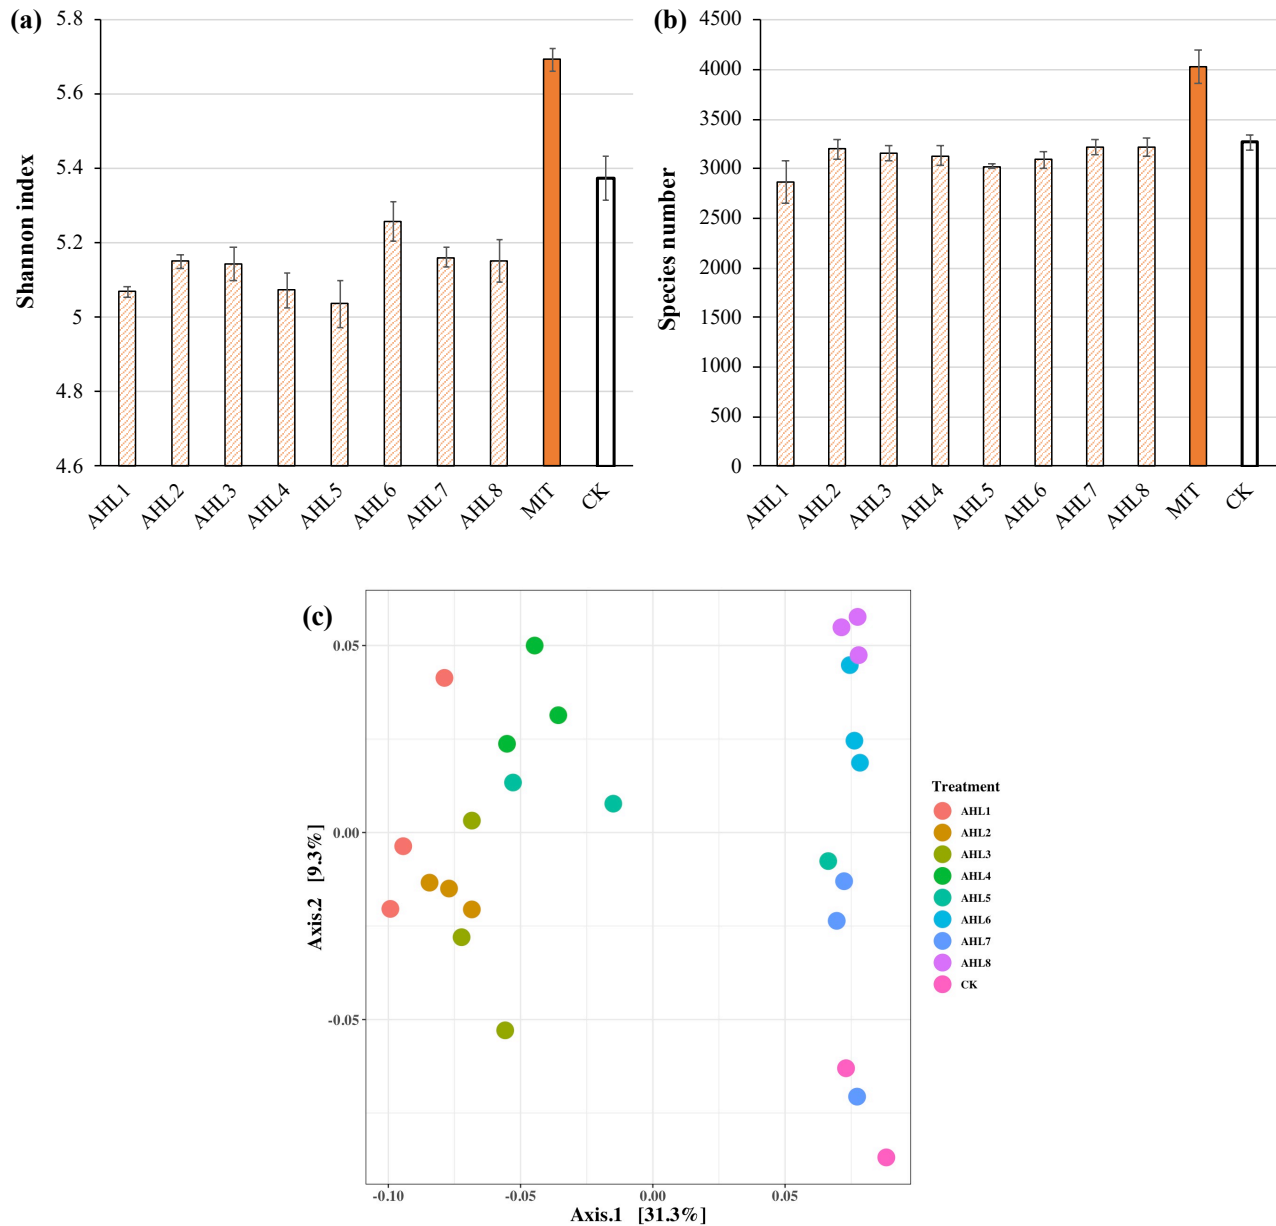 (a)
5.8
5.6
5.4
5.2
5
4.8
4.6
Shannon index
AHL1
AHL2
AHL3
AHL4
AHL5
AHL6
AHL7
AHL8
MIT
CK
(b)
4500
4000
3500
3000
2500
2000
1500
1000
500
0
Species number
AHL1
AHL2
AHL3
AHL4
AHL5
AHL6
AHL7
AHL8
MIT
CK
(c)
0.05
0.00
-0.05
Axis.2 [9.3%]
-0.10
-0.05
0.00
0.05
Axis.1 [31.3%]
Treatment
AHL1
AHL2
AHL3
AHL4
AHL5
AHL6
AHL7
AHL8
CK